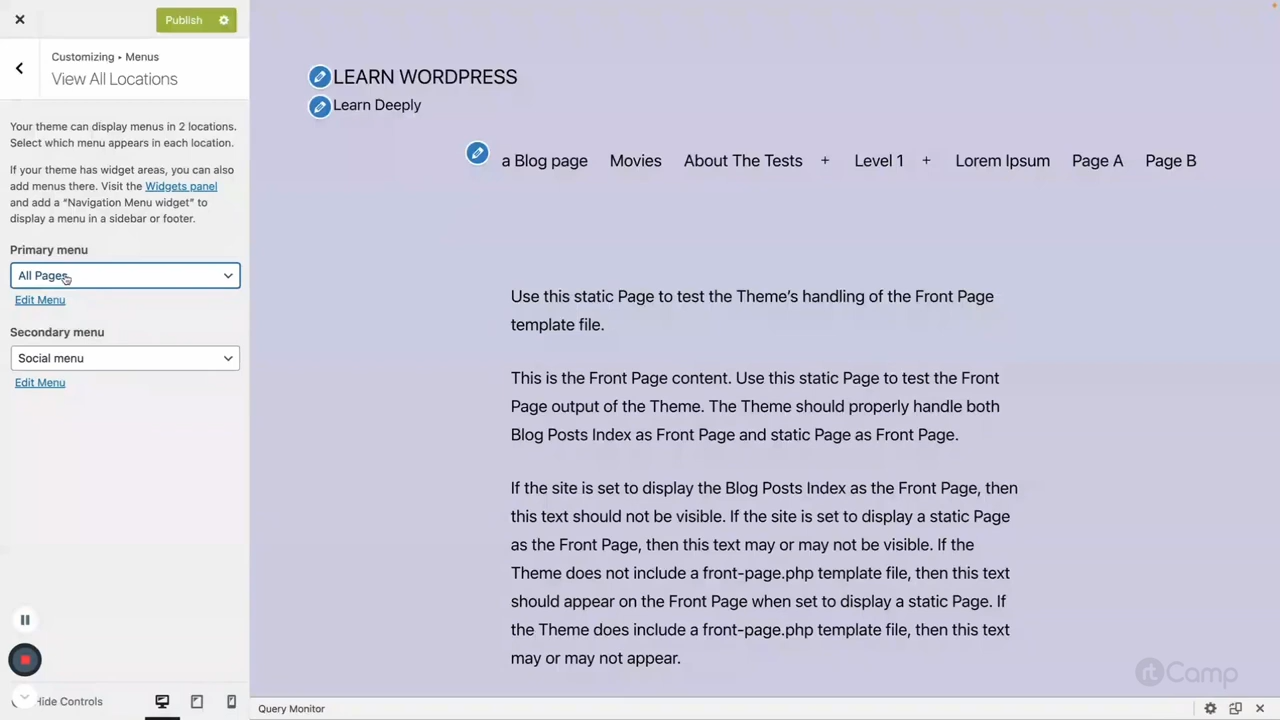 Publish
Customizing ▸ Menus
View All Locations
Your theme can display menus in 2 locations.
Select which menu appears in each location.
If your theme has widget areas, you can also
add menus there. Visit the Widgets panel
and add a “Navigation Menu widget” to
display a menu in a sidebar or footer.
Primary menu
All Pages
Edit Menu
Secondary menu
Social menu
Edit Menu
Hide Controls
LEARN WORDPRESS
Learn Deeply
a Blog page Movies About The Tests + Level 1 + Lorem Ipsum Page A Page B
Use this static Page to test the Theme’s handling of the Front Page
template file.
This is the Front Page content. Use this static Page to test the Front
Page output of the Theme. The Theme should properly handle both
Blog Posts Index as Front Page and static Page as Front Page.
If the site is set to display the Blog Posts Index as the Front Page, then
this text should not be visible. If the site is set to display a static Page
as the Front Page, then this text may or may not be visible. If the
Theme does not include a front-page.php template file, then this text
should appear on the Front Page when set to display a static Page. If
the Theme does include a front-page.php template file, then this text
may or may not appear.
rtCamp
Query Monitor